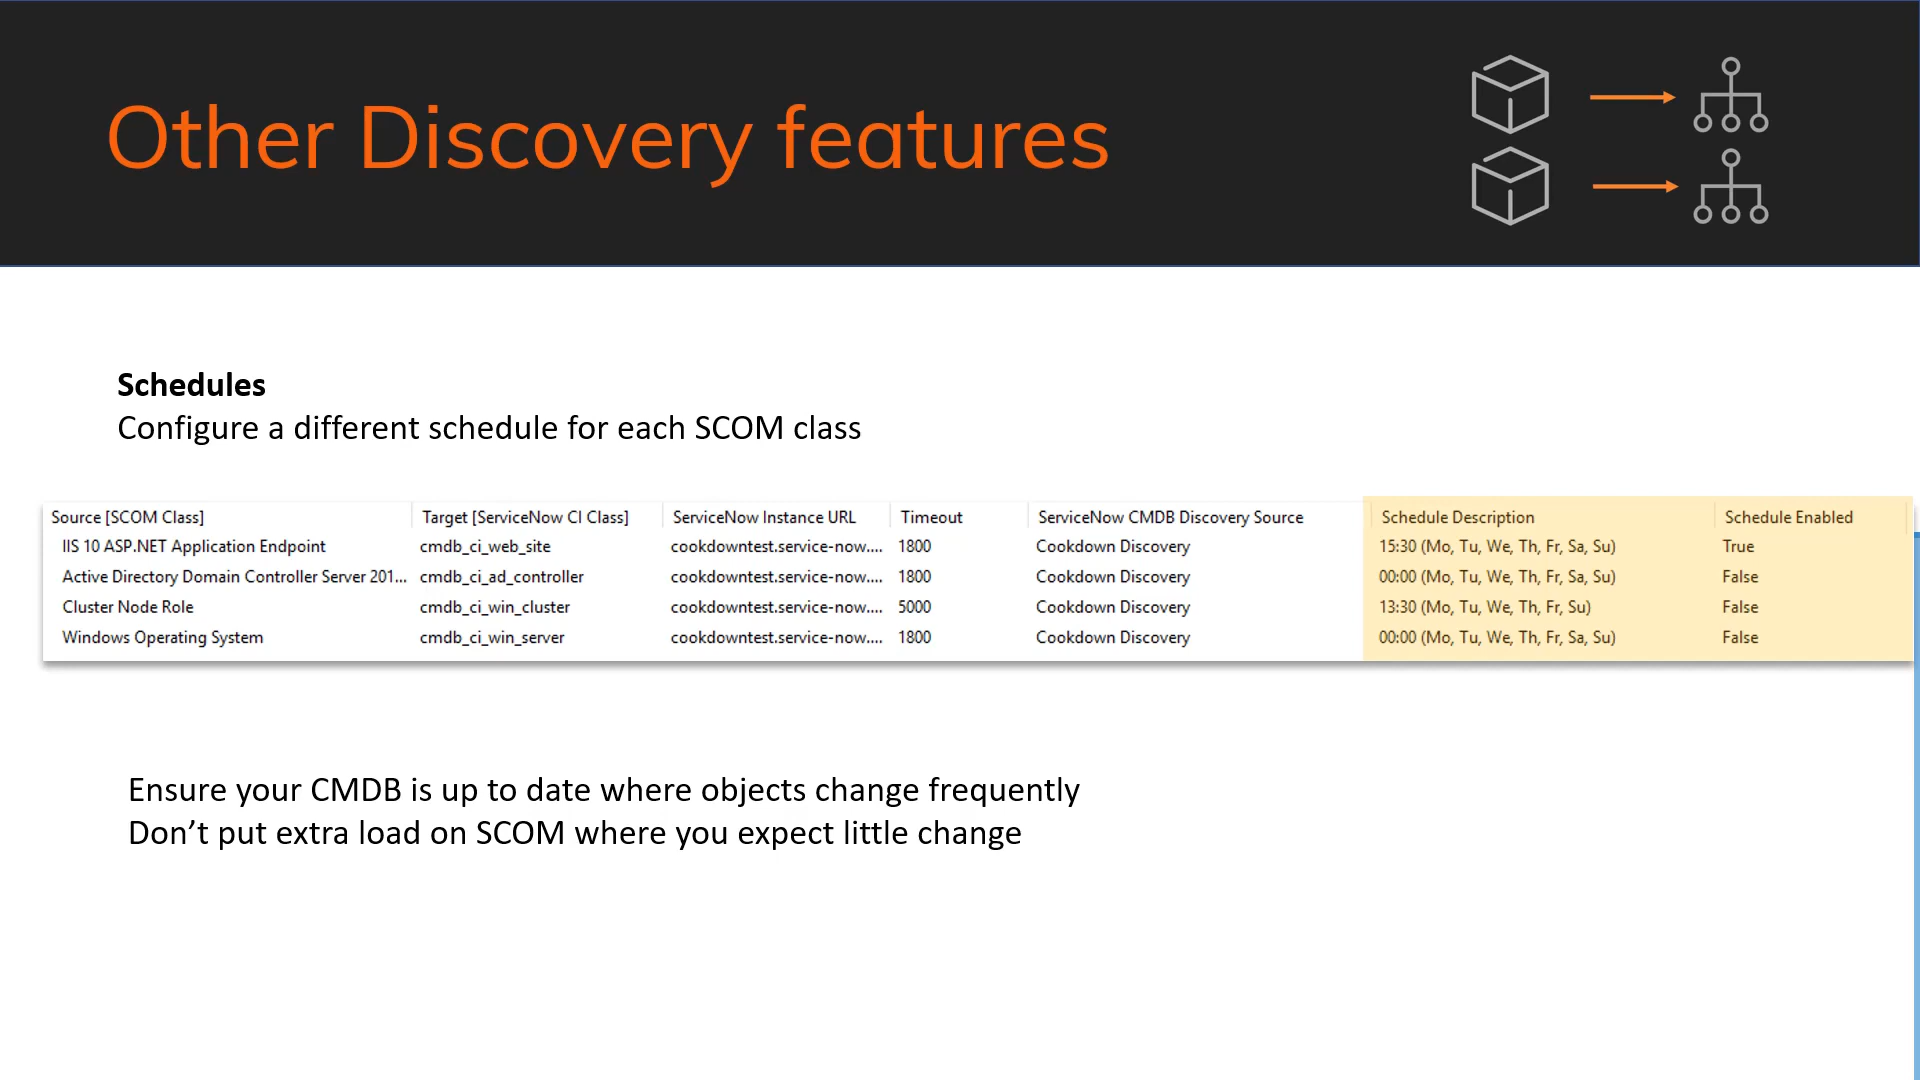 Other Discovery features
Schedules
Configure a different schedule for each SCOM class
Source [SCOM Class] Target [ServiceNow CI Class] ServiceNow Instance URL Timeout ServiceNow CMDB Discovery Source Schedule Description Schedule Enabled
IIS 10 ASP.NET Application Endpoint cmdb_ci_web_site cookdowntest.service-now.... 1800 Cookdown Discovery 15:30 (Mo, Tu, We, Th, Fr, Sa, Su) True
Active Directory Domain Controller Server 201... cmdb_ci_ad_controller cookdowntest.service-now.... 1800 Cookdown Discovery 00:00 (Mo, Tu, We, Th, Fr, Sa, Su) False
Cluster Node Role cmdb_ci_win_cluster cookdowntest.service-now.... 5000 Cookdown Discovery 13:30 (Mo, Tu, We, Th, Fr, Su) False
Windows Operating System cmdb_ci_win_server cookdowntest.service-now.... 1800 Cookdown Discovery 00:00 (Mo, Tu, We, Th, Fr, Sa, Su) False
Ensure your CMDB is up to date where objects change frequently
Don’t put extra load on SCOM where you expect little change